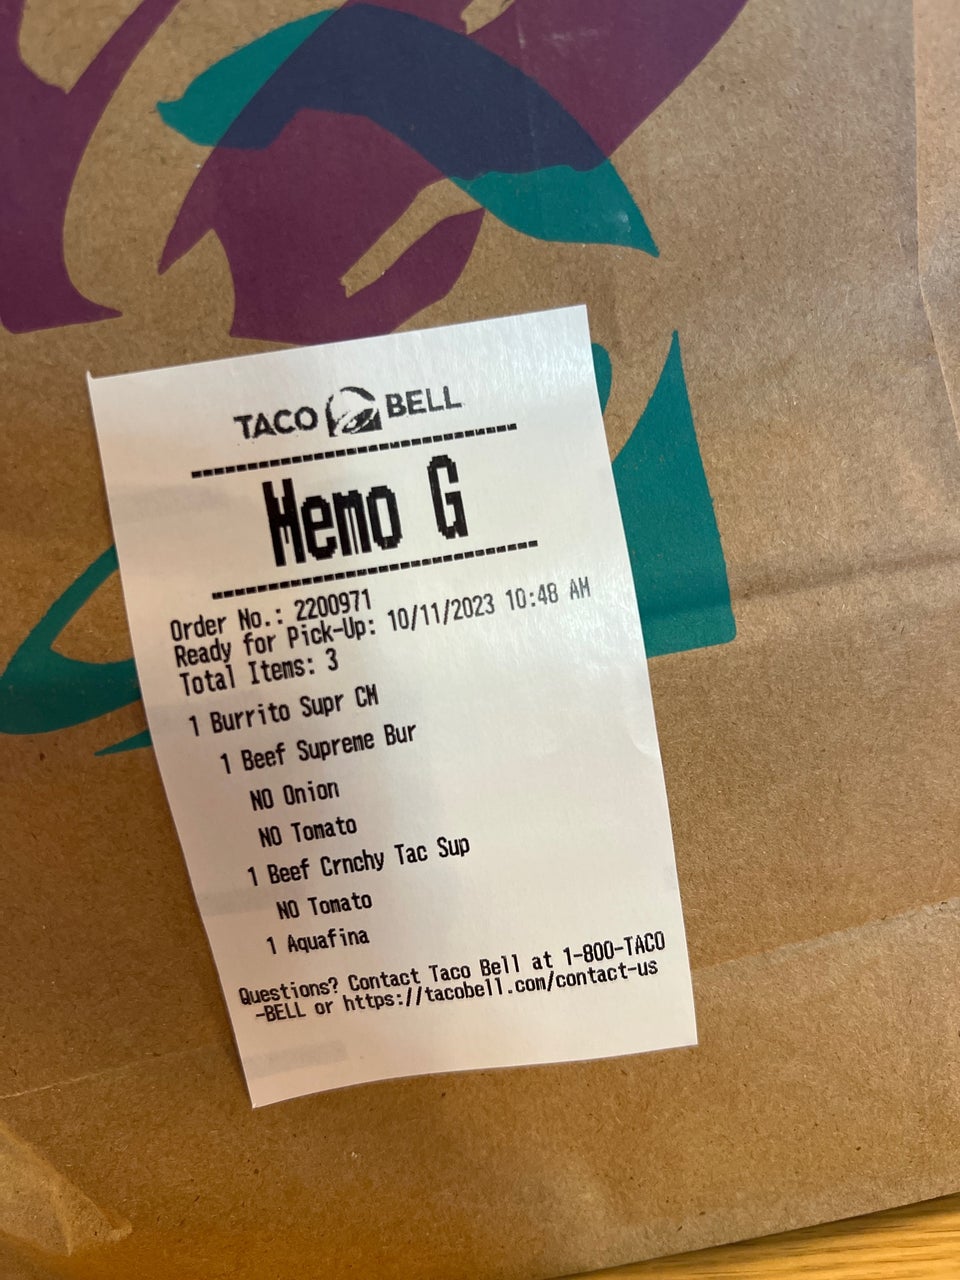 TACO BELL
Memo G
Order No.: 2200971
Ready for Pick-Up: 10/11/2023 10:48 AM
Total Items: 3
1 Burrito Supr CM
1 Beef Supreme Bur
NO Onion
NO Tomato
1 Beef Crnchy Tac Sup
NO Tomato
1 Aquafina
Questions? Contact Taco Bell at 1-800-TACO
-BELL or https://tacobell.com/contact-us